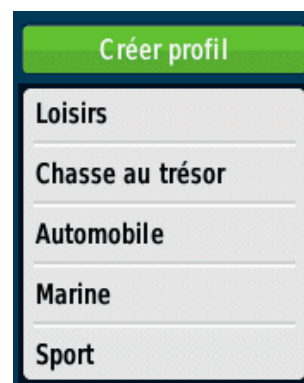 Créer profil
Loisirs
Chasse au trésor
Automobile
Marine
Sport